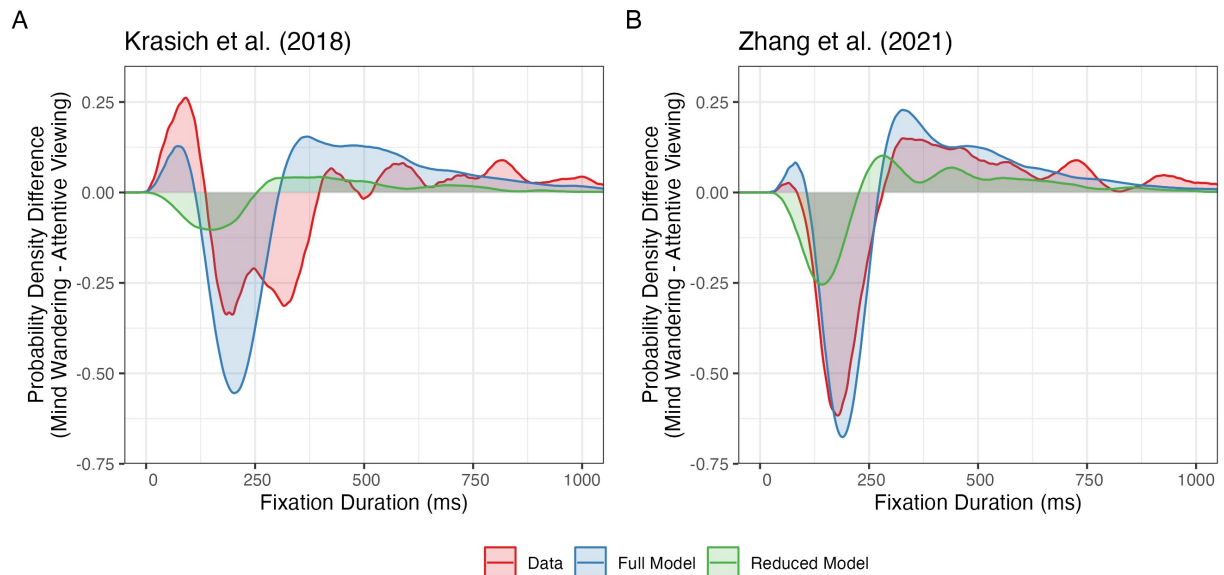 A
Krasich et al. (2018)
Probability Density Difference
(Mind Wandering - Attentive Viewing)
0.25
0.00
-0.25
-0.50
-0.75
0
250
500
750
1000
Fixation Duration (ms)
B
Zhang et al. (2021)
Probability Density Difference
(Mind Wandering - Attentive Viewing)
0.25
0.00
-0.25
-0.50
-0.75
0
250
500
750
1000
Fixation Duration (ms)
Data
Full Model
Reduced Model